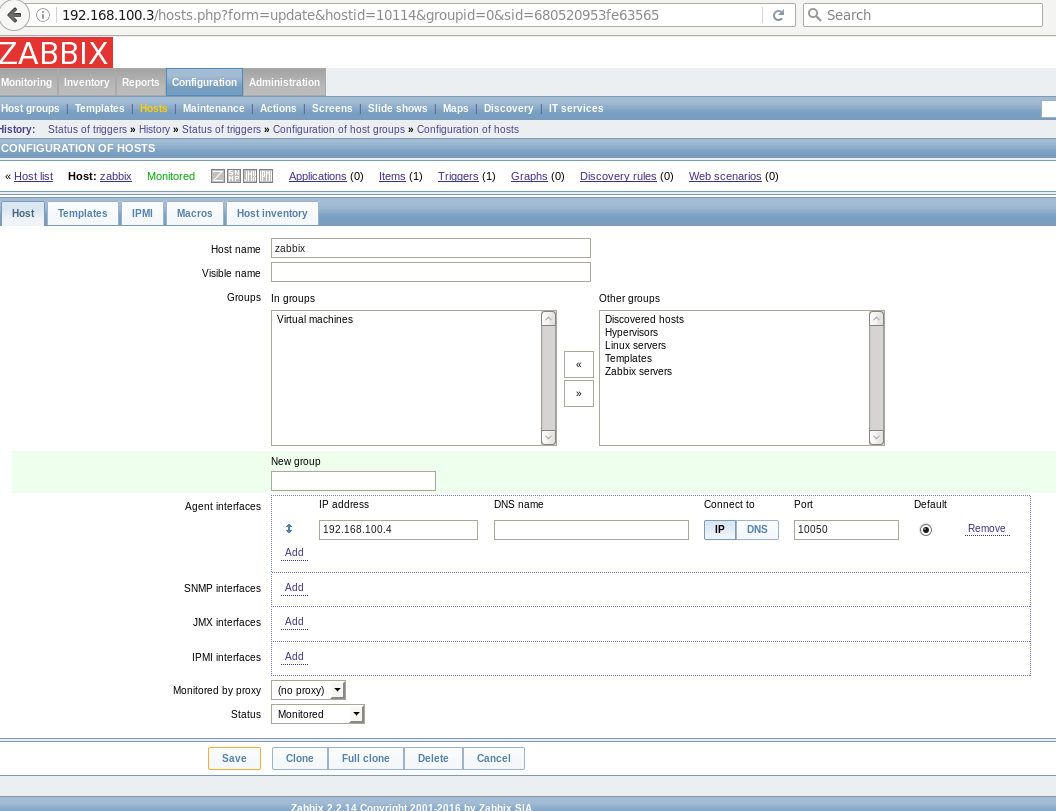 192.168.100.3/hosts.php?form=update&hostid=10114&groupid=0&sid=680520953fe63565 Search
ZABBIX
Monitoring Inventory Reports Configuration Administration
Host groups | Templates | Hosts | Maintenance | Actions | Screens | Slide shows | Maps | Discovery | IT services
History: Status of triggers » History » Status of triggers » Configuration of host groups » Configuration of hosts
CONFIGURATION OF HOSTS
« Host list Host: zabbix Monitored Z SNMP JMX IPMI Applications (0) Items (1) Triggers (1) Graphs (0) Discovery rules (0) Web scenarios (0)
Host Templates IPMI Macros Host inventory
Host name zabbix
Visible name
Groups In groups Other groups
Virtual machines Discovered hosts
Hypervisors
Linux servers
Templates
Zabbix servers
«
»
New group
Agent interfaces IP address DNS name Connect to Port Default
192.168.100.4 IP DNS 10050 Remove
Add
SNMP interfaces Add
JMX interfaces Add
IPMI interfaces Add
Monitored by proxy (no proxy)
Status Monitored
Save Clone Full clone Delete Cancel
Zabbix 2.2.14 Copyright 2001-2016 by Zabbix SIA